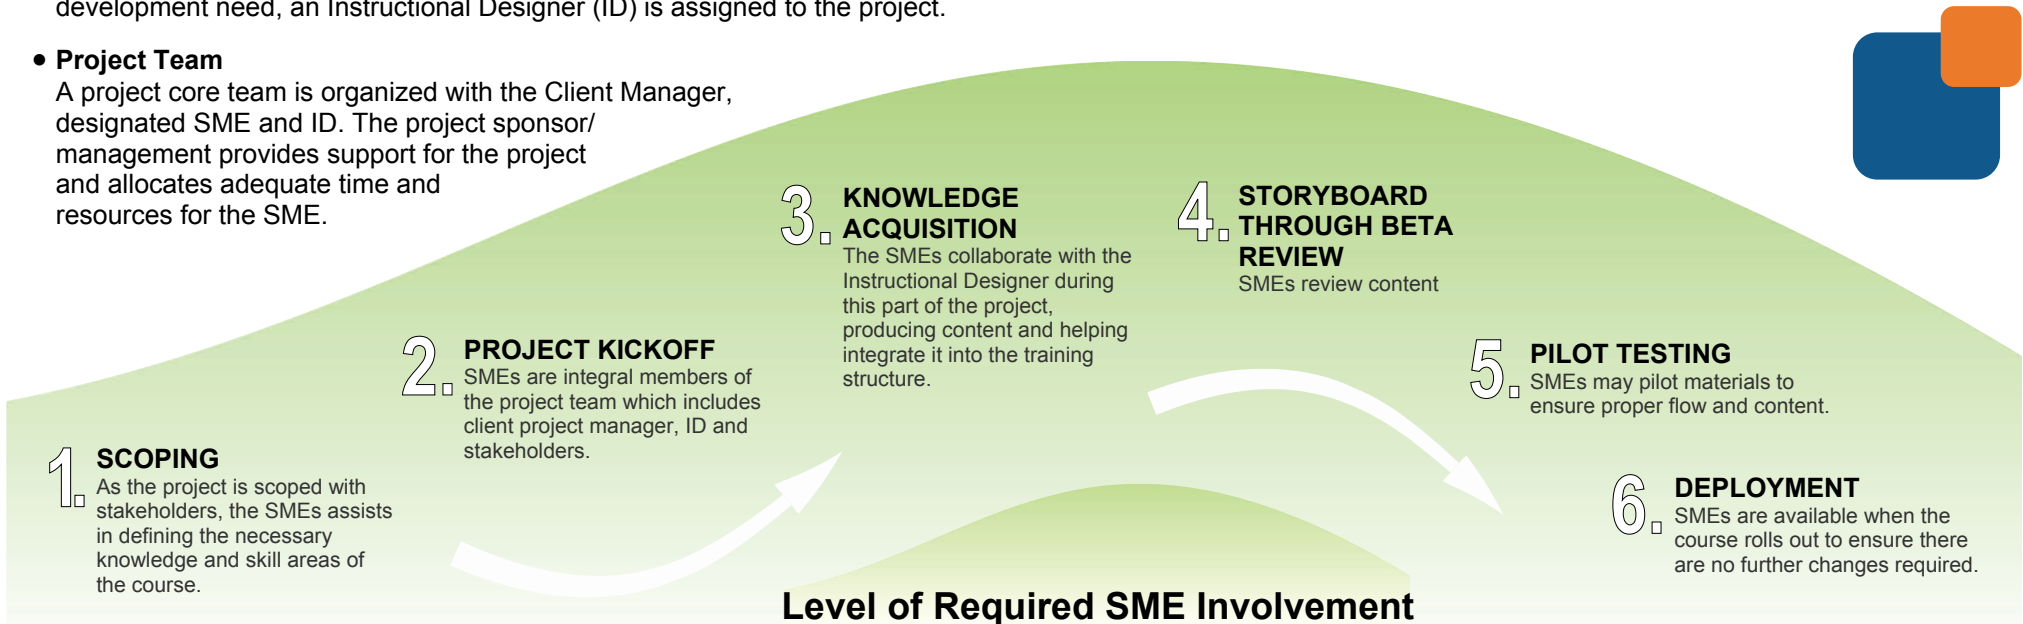 development need, an Instructional Designer (ID) is assigned to the project.
• Project Team
A project core team is organized with the Client Manager,
designated SME and ID. The project sponsor/
management provides support for the project
and allocates adequate time and
resources for the SME.
1. SCOPING
As the project is scoped with
stakeholders, the SMEs assists
in defining the necessary
knowledge and skill areas of
the course.
2. PROJECT KICKOFF
SMEs are integral members of
the project team which includes
client project manager, ID and
stakeholders.
3. KNOWLEDGE
ACQUISITION
The SMEs collaborate with the
Instructional Designer during
this part of the project,
producing content and helping
integrate it into the training
structure.
4. STORYBOARD
THROUGH BETA
REVIEW
SMEs review content
5. PILOT TESTING
SMEs may pilot materials to
ensure proper flow and content.
6. DEPLOYMENT
SMEs are available when the
course rolls out to ensure there
are no further changes required.
Level of Required SME Involvement